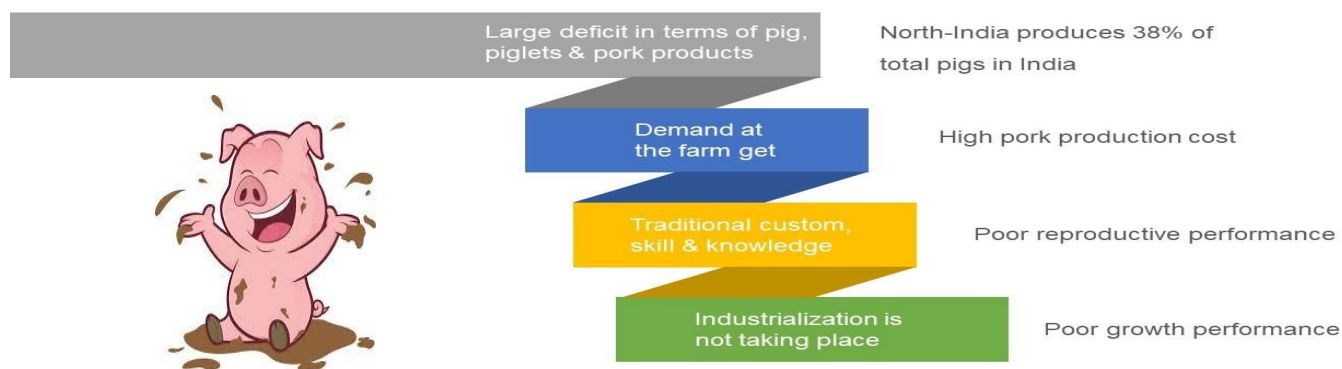 Large deficit in terms of pig,
piglets & pork products
North-India produces 38% of
total pigs in India
Demand at
the farm get
High pork production cost
Traditional custom,
skill & knowledge
Poor reproductive performance
Industrialization is
not taking place
Poor growth performance